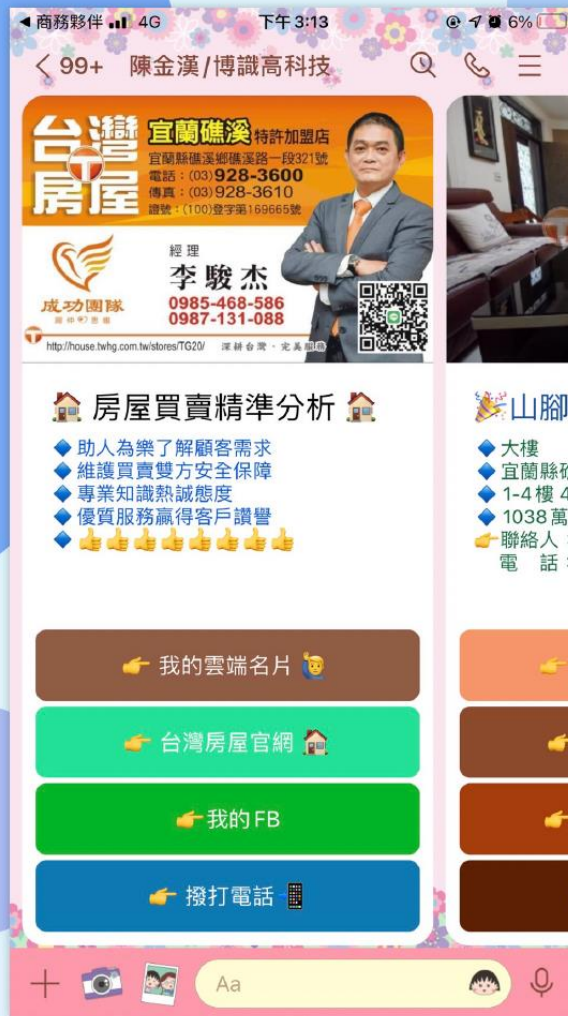 商務夥伴 4G 下午3:13 6%
99+ 陳金漢/博識高科技
台灣房屋
宜蘭礁溪 特許加盟店
宜蘭縣礁溪鄉礁溪路一段321號
電話：(03)928-3600
傳真：(03)928-3610
證號：(100)登字第169665號
經理
李駿杰
0985-468-586
0987-131-088
成功團隊
http://house.twhg.com.tw/stores/TG20/ 深耕台灣・完美服務
🏠 房屋買賣精準分析 🏠
🔷 助人為樂了解顧客需求
🔷 維護買賣雙方安全保障
🔷 專業知識熱誠態度
🔷 優質服務贏得客戶讚譽
🔷 👍👍👍👍👍👍👍👍
👉 我的雲端名片 🙋‍♂️
👉 台灣房屋官網 🏠
👉我的FB
👉 撥打電話 📱
🎉山腳
🔷 大樓
🔷 宜蘭縣礁
🔷 1-4樓 4
🔷 1038萬
👉聯絡人：
電 話：
Aa